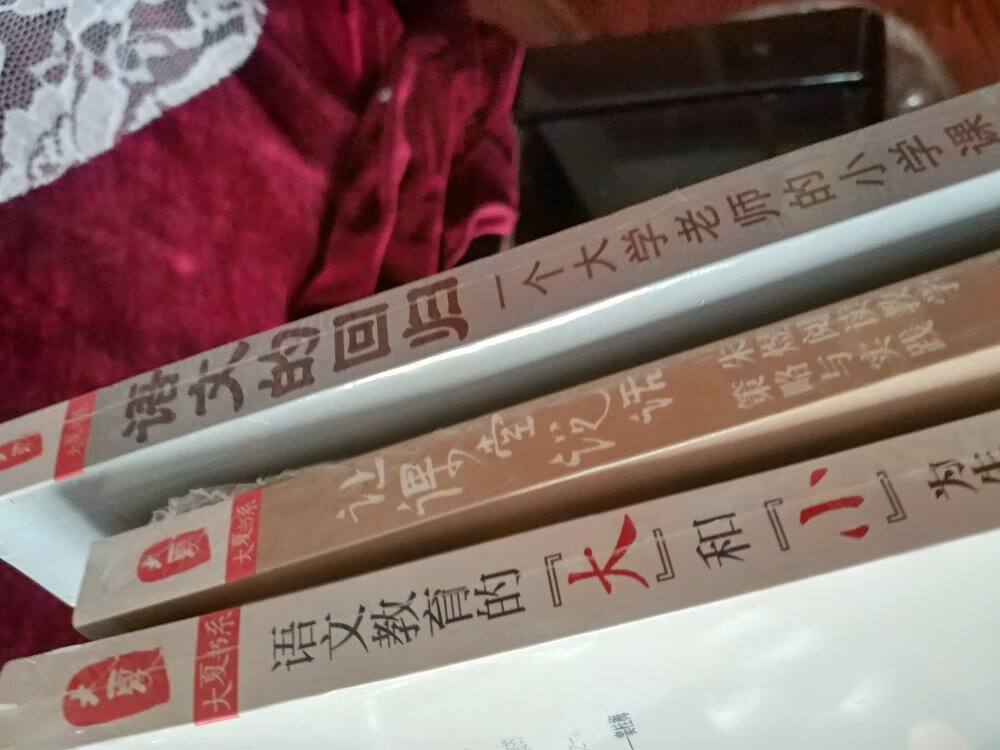 大夏书系
语文的回归
一个大学老师的小学课
大夏
大夏书系
让课堂说话
朱煜阅读教学
策略与实践
大夏
大夏书系
语文教育的『大』和『小』